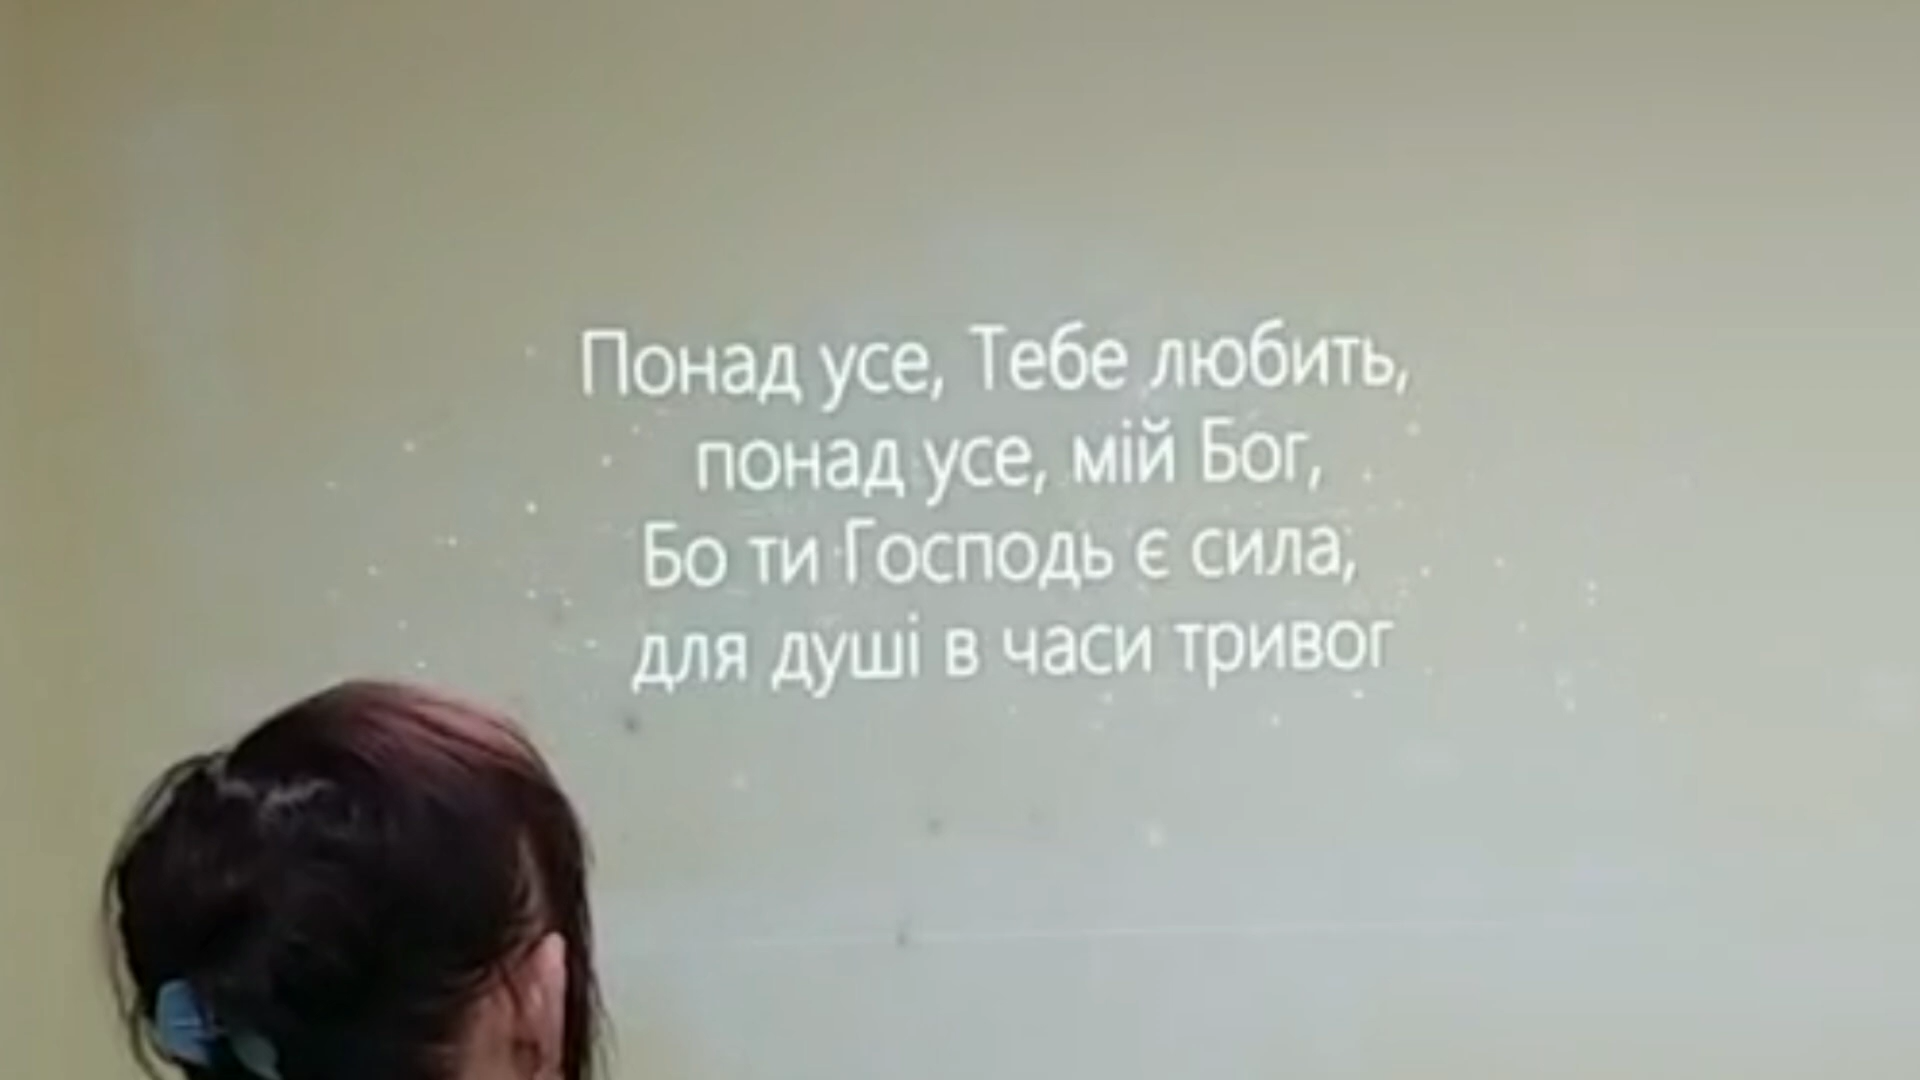 Понад усе, Тебе любить,
понад усе, мій Бог,
Бо ти Господь є сила,
для душі в часи тривог